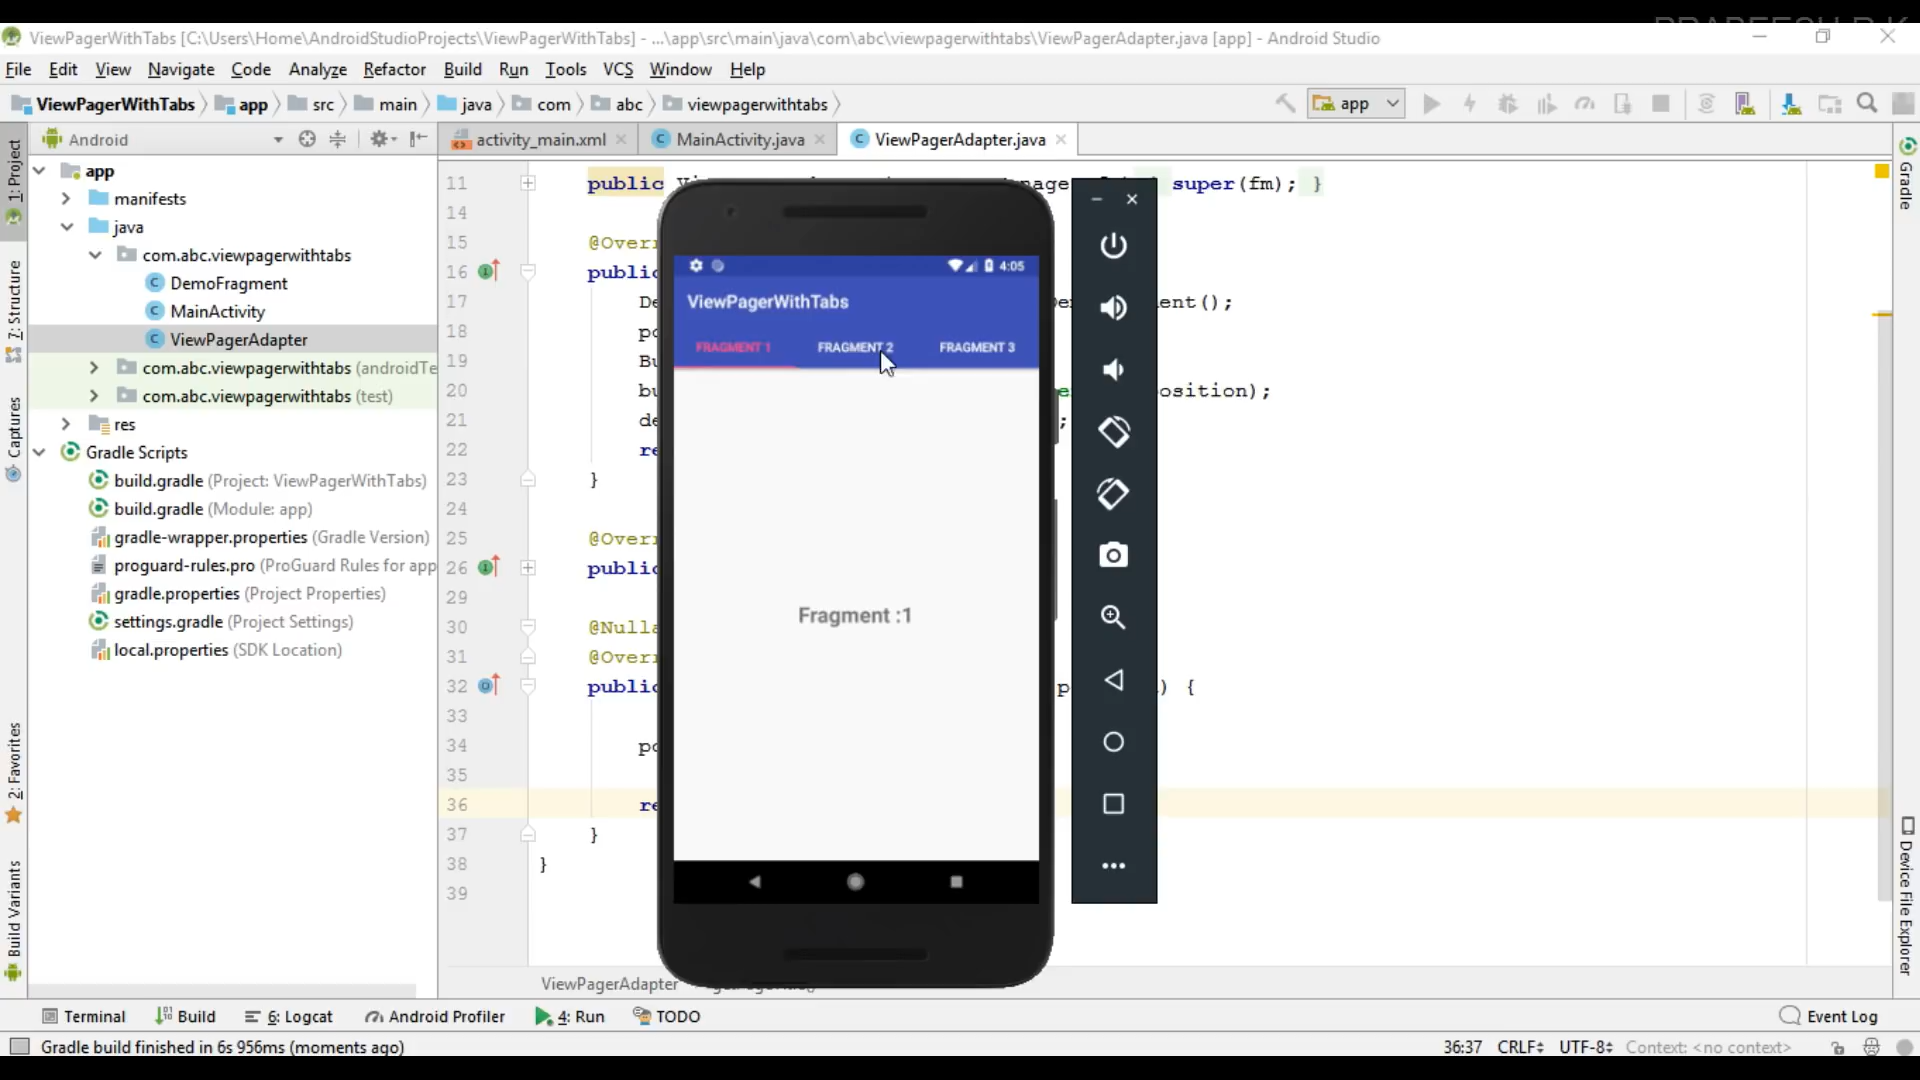 ViewPagerWithTabs [C:\Users\Home\AndroidStudioProjects\ViewPagerWithTabs] - ...\app\src\main\java\com\abc\viewpagerwithtabs\ViewPagerAdapter.java [app] - Android Studio
File Edit View Navigate Code Analyze Refactor Build Run Tools VCS Window Help
ViewPagerWithTabs app src main java com abc viewpagerwithtabs app
Android activity_main.xml MainActivity.java ViewPagerAdapter.java
1: Project
7: Structure
Captures
2: Favorites
Build Variants
app
manifests
java
com.abc.viewpagerwithtabs
DemoFragment
MainActivity
ViewPagerAdapter
com.abc.viewpagerwithtabs (androidTe
com.abc.viewpagerwithtabs (test)
res
Gradle Scripts
build.gradle (Project: ViewPagerWithTabs)
build.gradle (Module: app)
gradle-wrapper.properties (Gradle Version)
proguard-rules.pro (ProGuard Rules for app
gradle.properties (Project Properties)
settings.gradle (Project Settings)
local.properties (SDK Location)
11 public super(fm); }
14
15 @Overr
16 public
17 De ent();
18 po
19 Bu
20 bu osition);
21 de ;
22 re
23 }
24
25 @Overr
26 public
29
30 @Nulla
31 @Overr
32 public ) {
33
34 po
35
36 re
37 }
38 }
39
4:05
ViewPagerWithTabs
FRAGMENT 1 FRAGMENT 2 FRAGMENT 3
Fragment :1
Gradle
Device File Explorer
ViewPagerAdapter
Terminal Build 6: Logcat Android Profiler 4: Run TODO Event Log
Gradle build finished in 6s 956ms (moments ago) 36:37 CRLF UTF-8 Context: <no context>